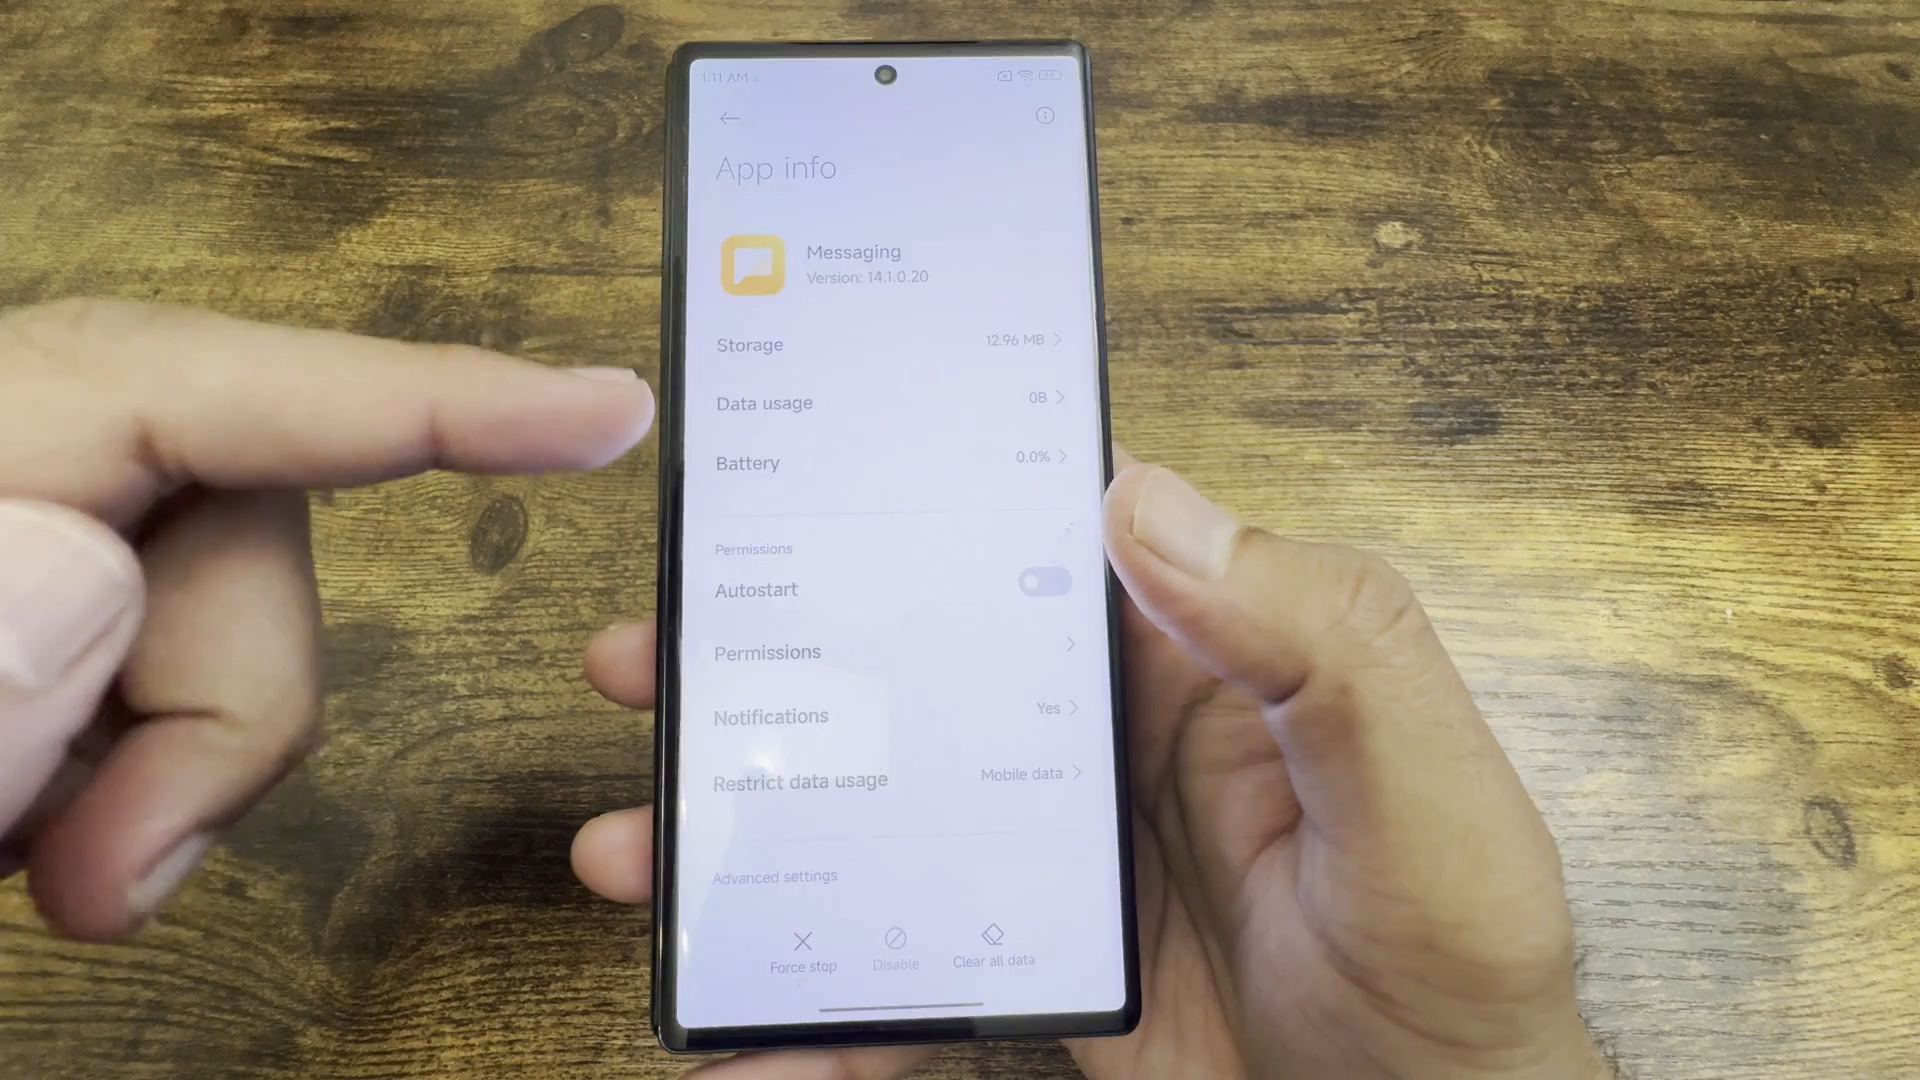 1:11 AM
App info
Messaging
Version: 14.1.0.20
Storage 12.96 MB
Data usage 0B
Battery 0.0%
Permissions
Autostart
Permissions
Notifications Yes
Restrict data usage Mobile data
Advanced settings
Force stop Disable Clear all data